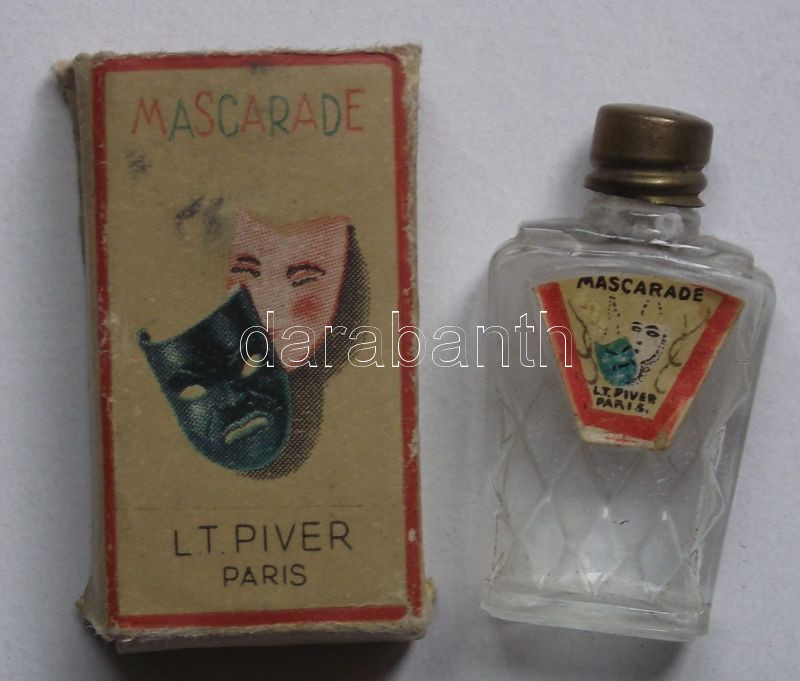 MASCARADE
L.T. PIVER
PARIS
MASCARADE
L.T. PIVER
PARIS.
darabanth